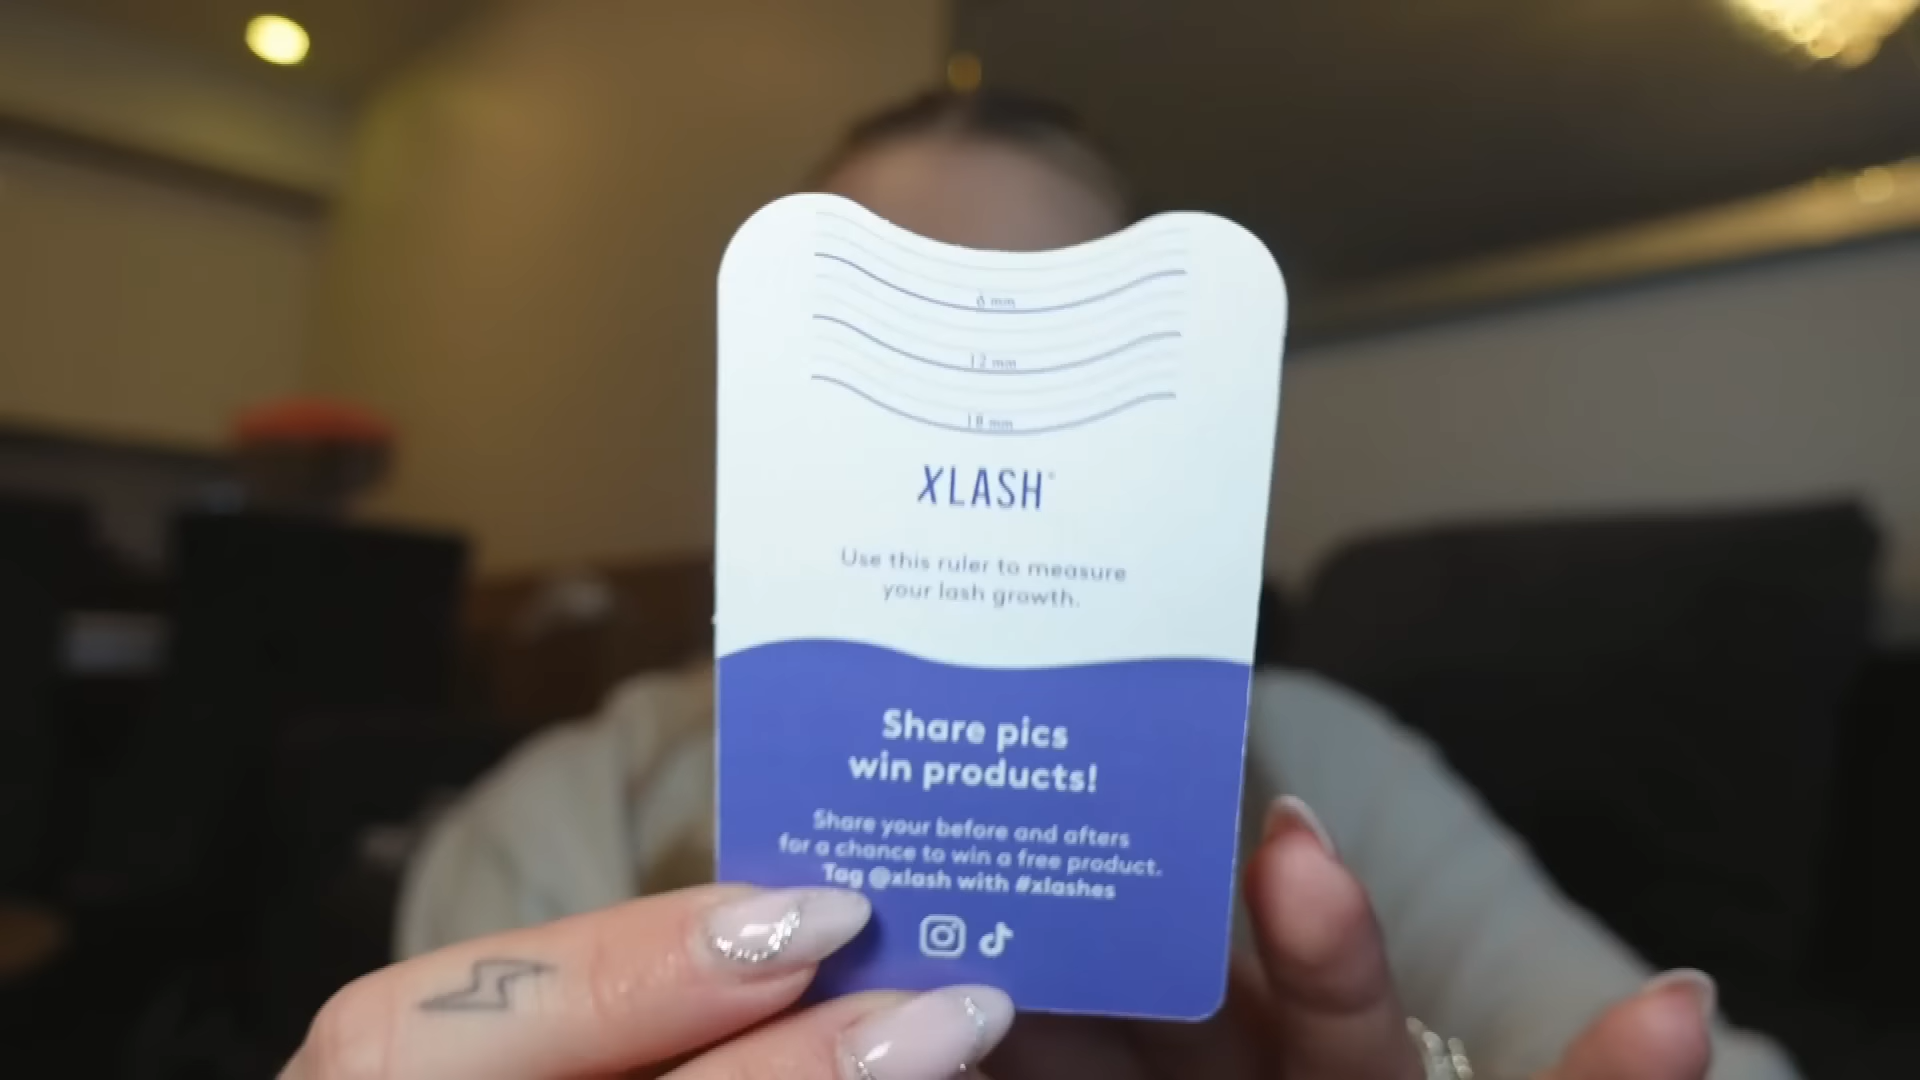 6 mm
12 mm
18 mm
XLASH
Use this ruler to measure
your lash growth.
Share pics
win products!
Share your before and afters
for a chance to win a free product.
Tag @xlash with #xlashes